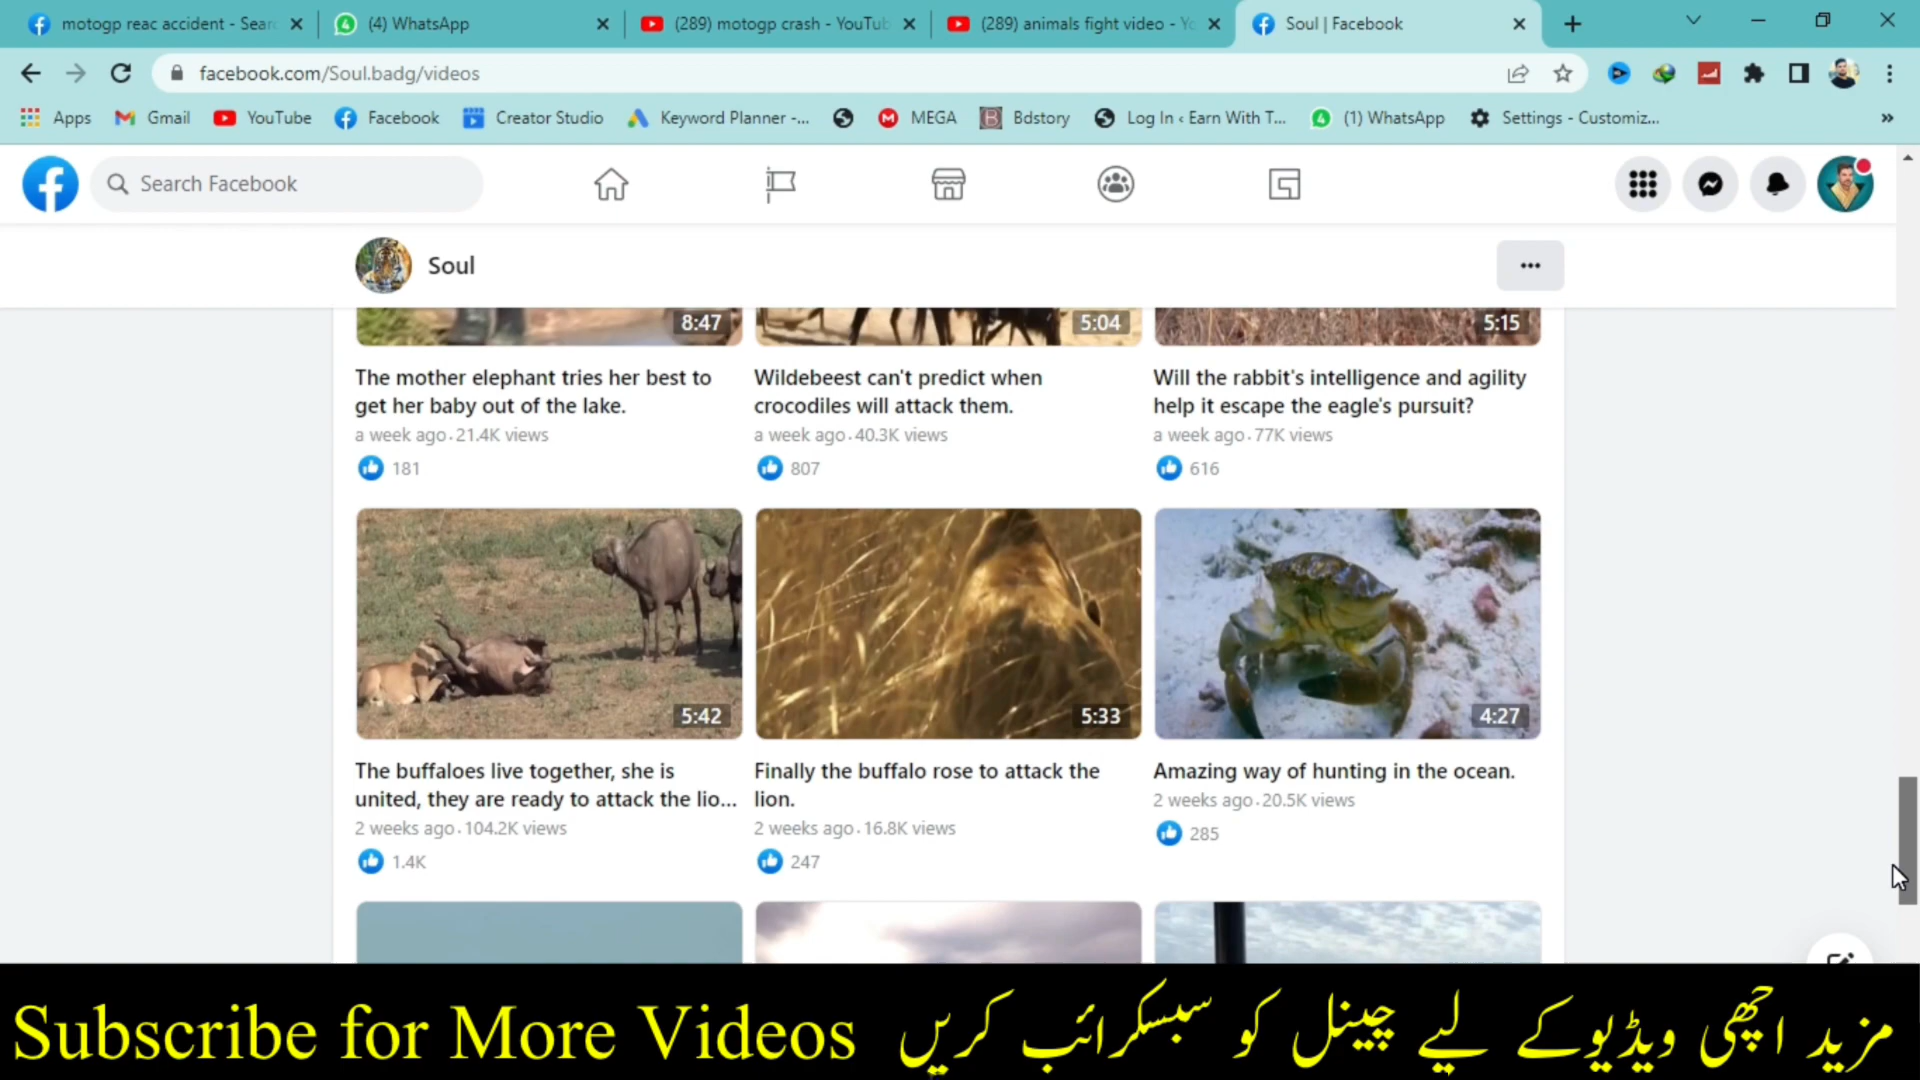 motogp reac accident - Sear
(4) WhatsApp
(289) motogp crash - YouTub
(289) animals fight video - Yo
Soul | Facebook
facebook.com/Soul.badg/videos
Apps
Gmail
YouTube
Facebook
Creator Studio
Keyword Planner -...
MEGA
Bdstory
Log In ‹ Earn With T...
(1) WhatsApp
Settings - Customiz...
Search Facebook
Soul
8:47
5:04
5:15
The mother elephant tries her best to
get her baby out of the lake.
a week ago · 21.4K views
181
Wildebeest can't predict when
crocodiles will attack them.
a week ago · 40.3K views
807
Will the rabbit's intelligence and agility
help it escape the eagle's pursuit?
a week ago · 77K views
616
5:42
5:33
4:27
The buffaloes live together, she is
united, they are ready to attack the lio...
2 weeks ago · 104.2K views
1.4K
Finally the buffalo rose to attack the
lion.
2 weeks ago · 16.8K views
247
Amazing way of hunting in the ocean.
2 weeks ago · 20.5K views
285
Subscribe for More Videos
مزید اچھی ویڈیوکے لیے چینل کو سبسکرائب کریں